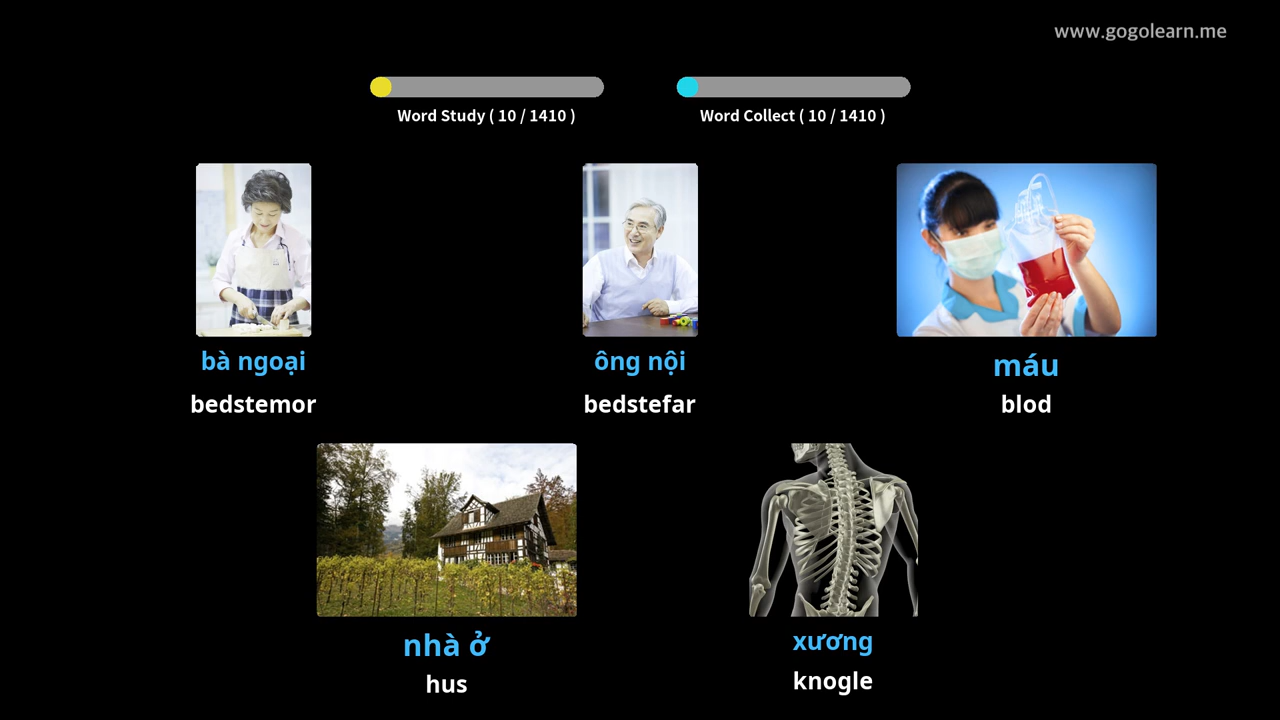 www.gogolearn.me
Word Study ( 10 / 1410 )
Word Collect ( 10 / 1410 )
bà ngoại
bedstemor
ông nội
bedstefar
máu
blod
nhà ở
hus
xương
knogle